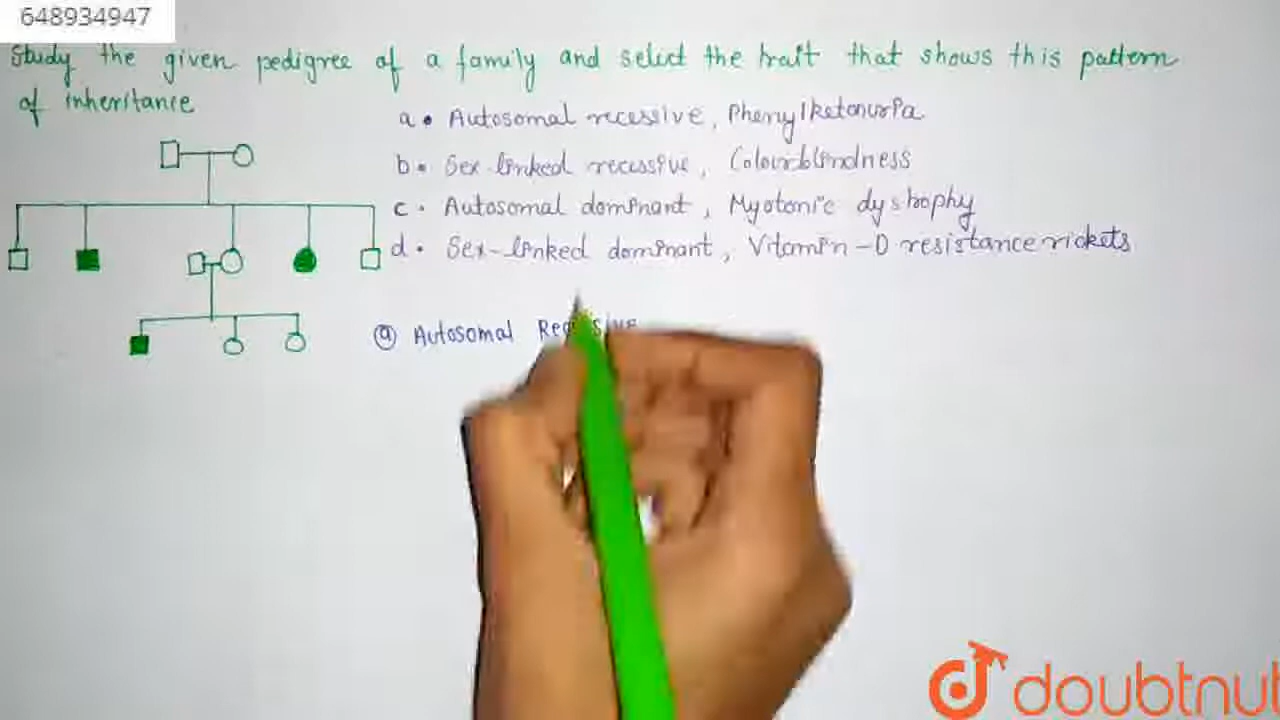 648934947
Study the given pedigree of a family and select the trait that shows this pattern
of inheritance
a. Autosomal recessive, Phenylketonuria
b. Sex-linked recessive, Colourblindness
c. Autosomal dominant, Myotonic dystrophy
d. Sex-linked dominant, Vitamin-D resistance rickets
(a) Autosomal
doubtnut